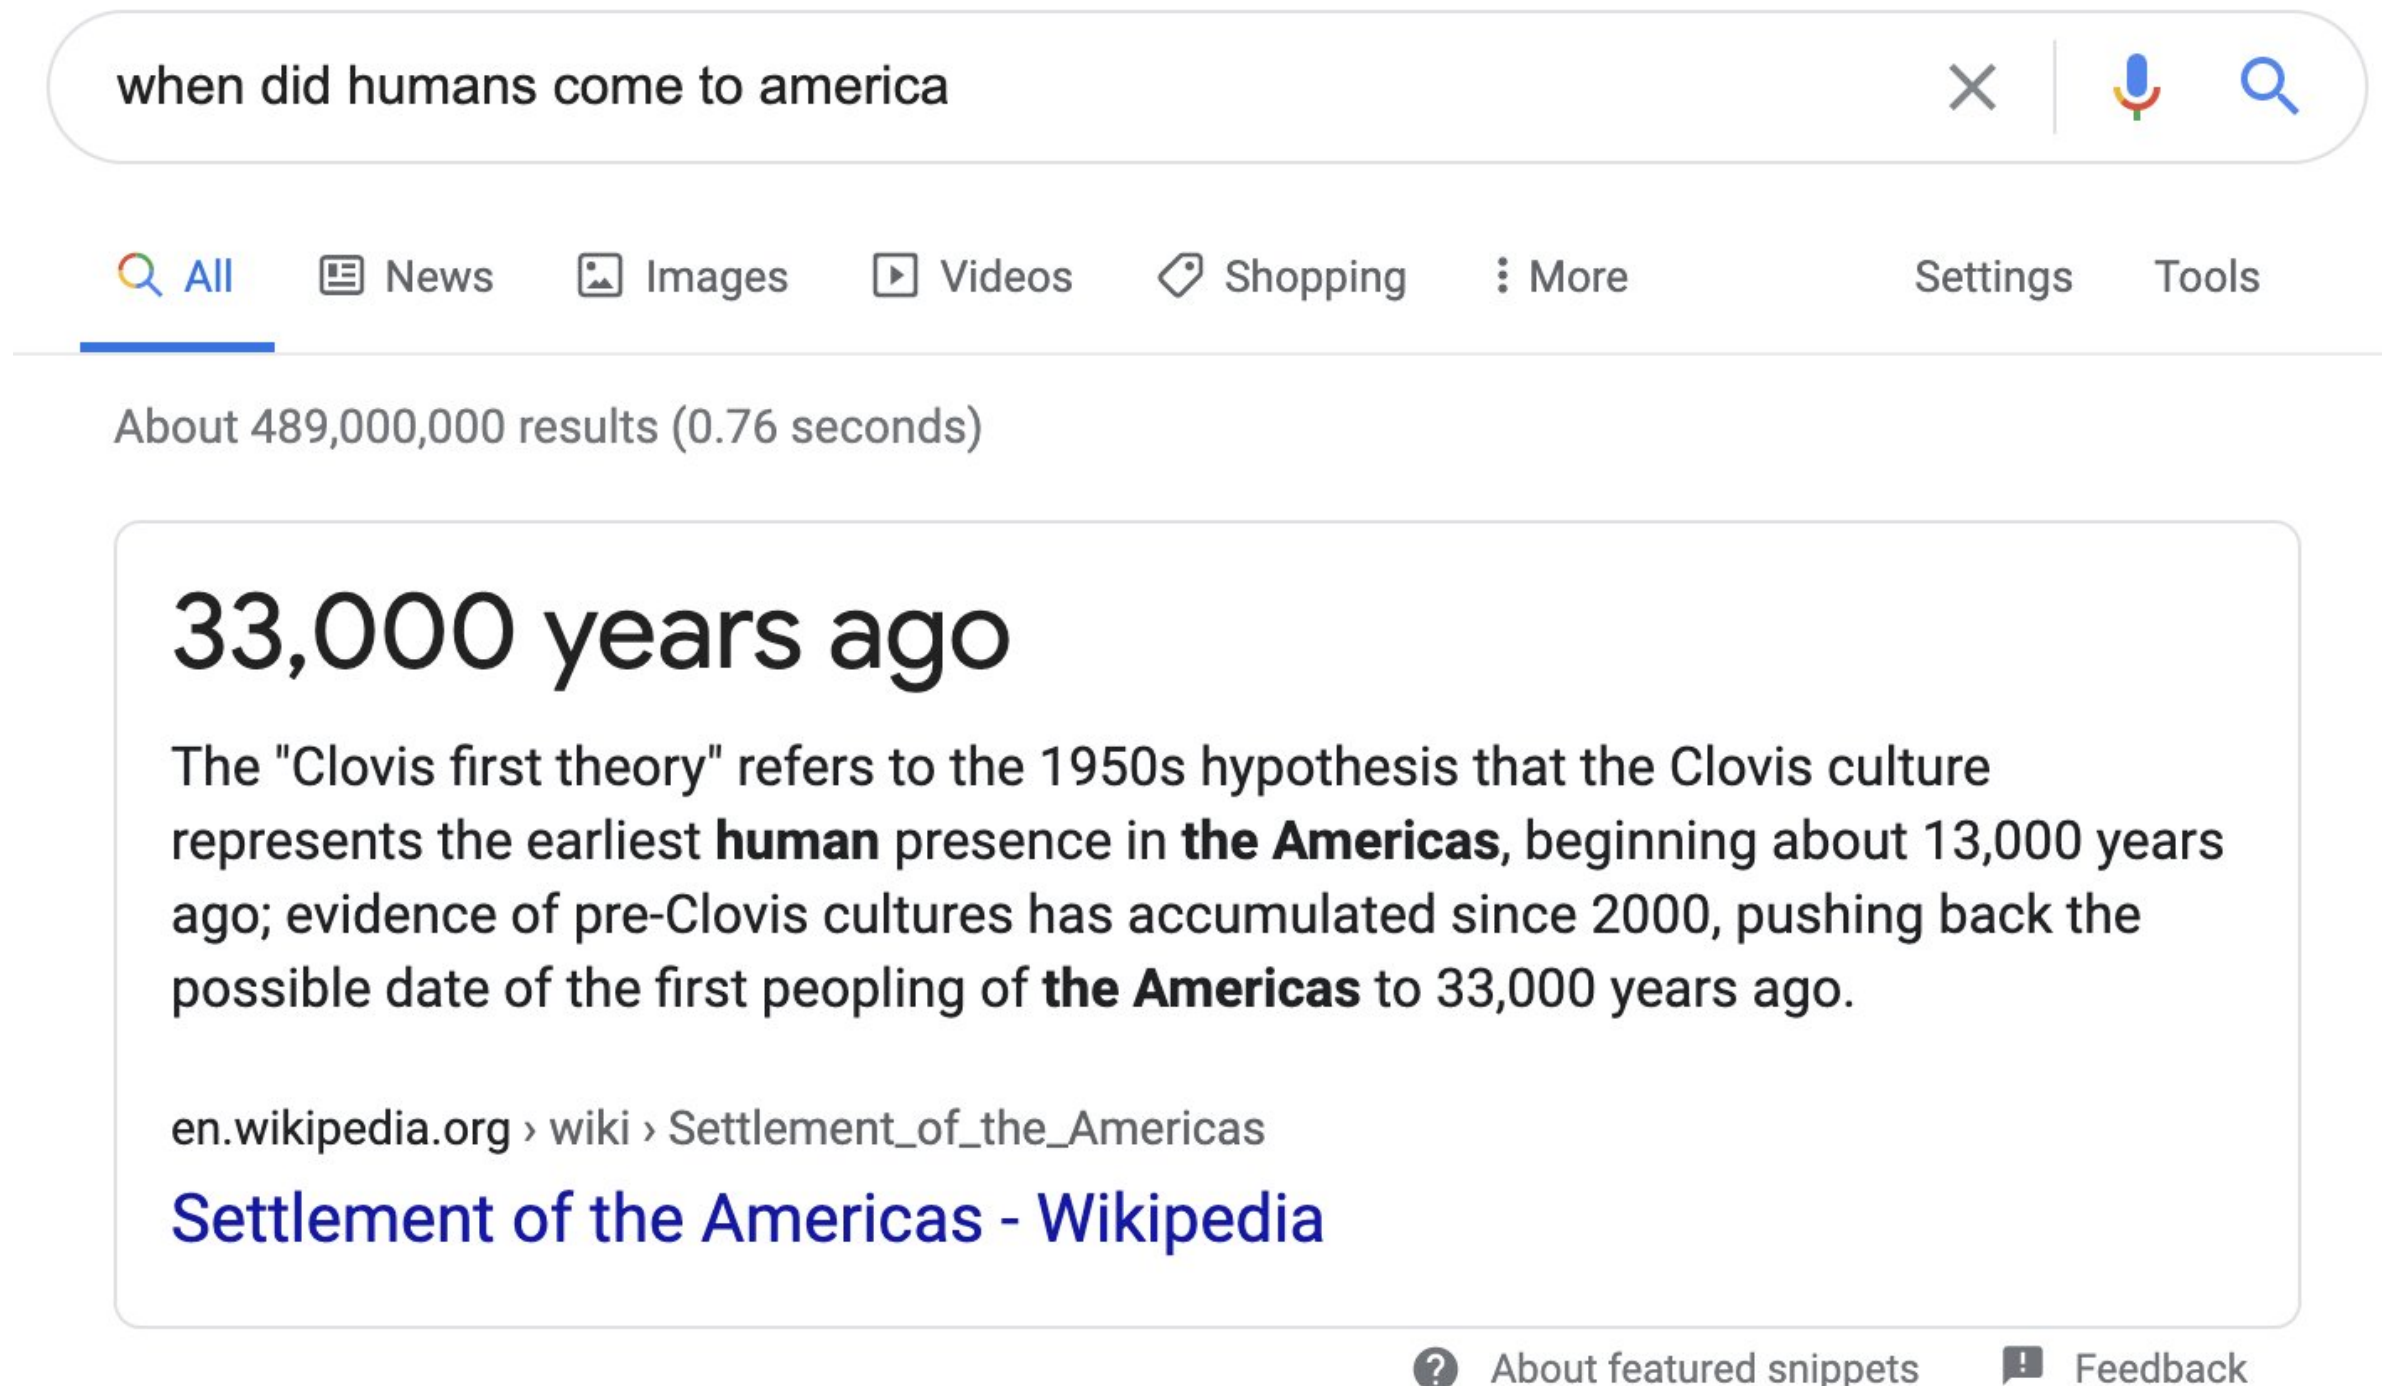 when did humans come to america
All News Images Videos Shopping More Settings Tools
About 489,000,000 results (0.76 seconds)
33,000 years ago
The "Clovis first theory" refers to the 1950s hypothesis that the Clovis culture
represents the earliest human presence in the Americas, beginning about 13,000 years
ago; evidence of pre-Clovis cultures has accumulated since 2000, pushing back the
possible date of the first peopling of the Americas to 33,000 years ago.
en.wikipedia.org › wiki › Settlement_of_the_Americas
Settlement of the Americas - Wikipedia
About featured snippets Feedback